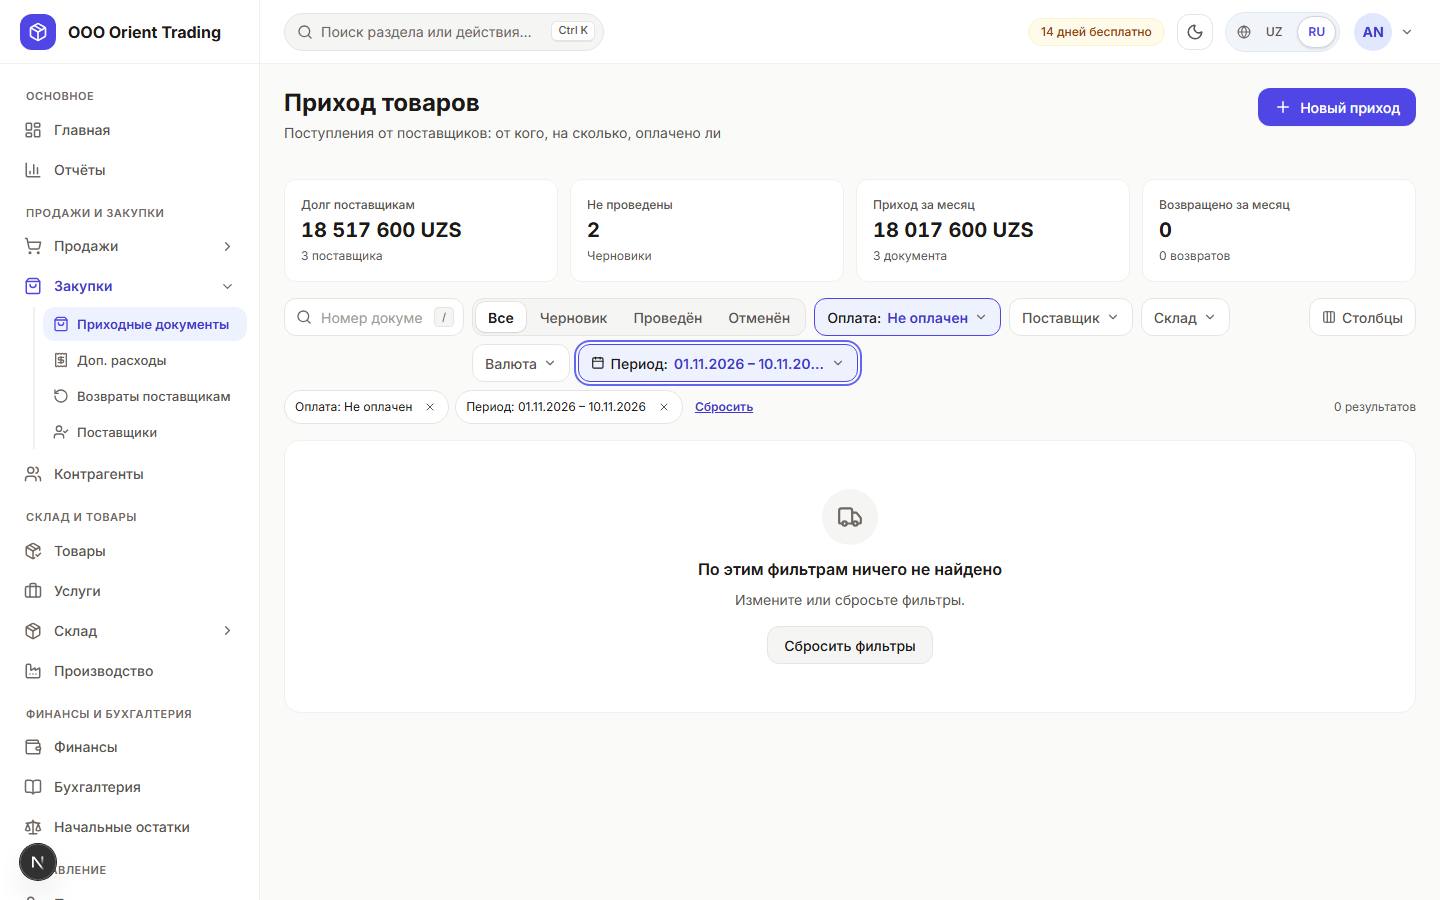 ООО Orient Trading
Поиск раздела или действия...
Ctrl K
14 дней бесплатно
UZ
RU
AN
ОСНОВНОЕ
Главная
Отчёты
ПРОДАЖИ И ЗАКУПКИ
Продажи
Закупки
Приходные документы
Доп. расходы
Возвраты поставщикам
Поставщики
Контрагенты
СКЛАД И ТОВАРЫ
Товары
Услуги
Склад
Производство
ФИНАНСЫ И БУХГАЛТЕРИЯ
Финансы
Бухгалтерия
Начальные остатки
N
Приход товаров
Поступления от поставщиков: от кого, на сколько, оплачено ли
Новый приход
Долг поставщикам
18 517 600 UZS
3 поставщика
Не проведены
2
Черновики
Приход за месяц
18 017 600 UZS
3 документа
Возвращено за месяц
0
0 возвратов
Номер докуме
/
Все
Черновик
Проведён
Отменён
Оплата: Не оплачен
Поставщик
Склад
Столбцы
Валюта
Период: 01.11.2026 – 10.11.20...
Оплата: Не оплачен
Период: 01.11.2026 – 10.11.2026
Сбросить
0 результатов
По этим фильтрам ничего не найдено
Измените или сбросьте фильтры.
Сбросить фильтры